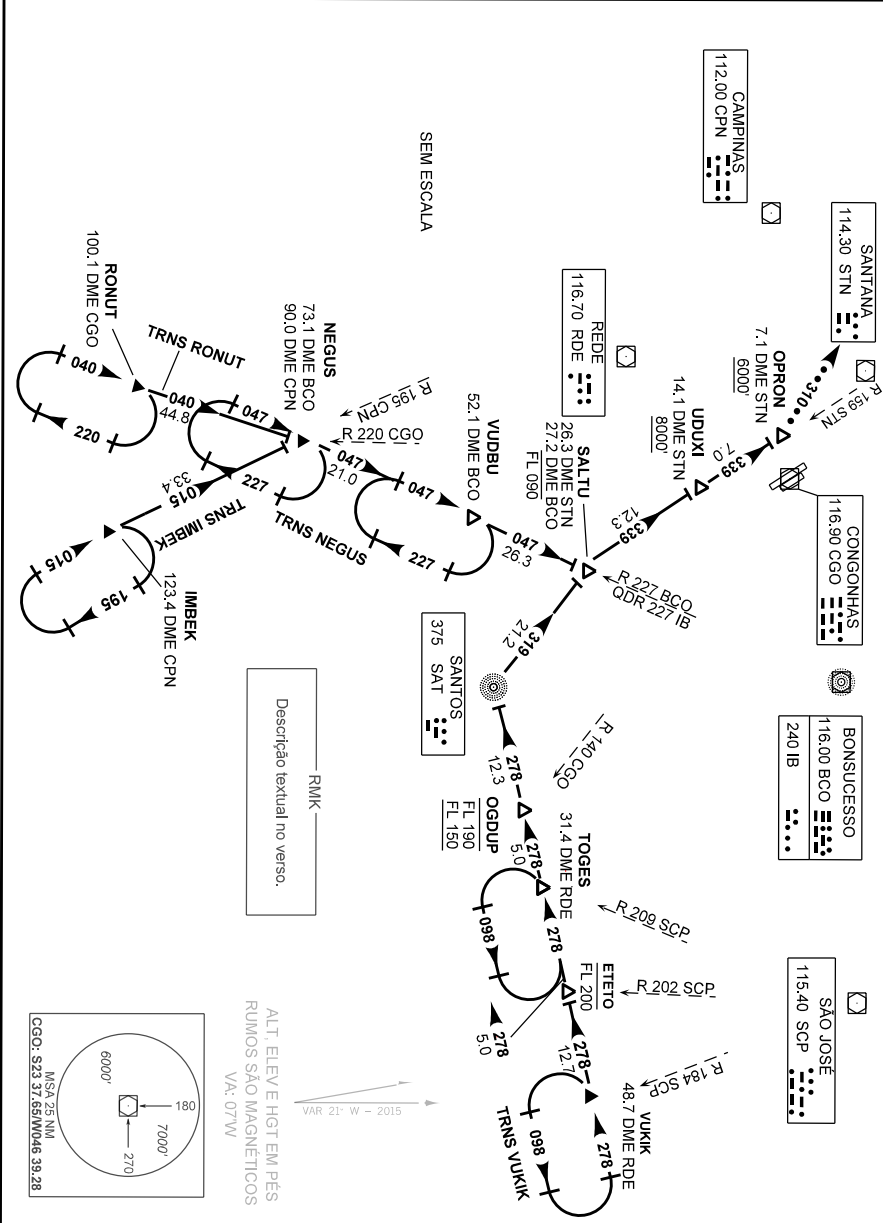 SANTANA
114.30 STN
CAMPINAS
112.00 CPN
R 159 STN
310
OPRON
7.1 DME STN
6000'
339
7.0
UDUXI
14.1 DME STN
8000'
339
12.3
CONGONHAS
116.90 CGO
BONSUCESSO
116.00 BCO
240 IB
SÃO JOSÉ
115.40 SCP
REDE
116.70 RDE
SALTU
26.3 DME STN
27.2 DME BCO
FL 090
R 227 BCO
QDR 227 IB
SEM ESCALA
VUDBU
52.1 DME BCO
047
26.3
047
227
047
21.0
TRNS NEGUS
NEGUS
73.1 DME BCO
90.0 DME CPN
R 195 CPN
R 220 CGO
047
227
RONUT
100.1 DME CGO
TRNS RONUT
040
44.8
040
220
015
33.4
TRNS IMBEK
IMBEK
123.4 DME CPN
015
195
319
21.2
SANTOS
375 SAT
278
12.3
R 140 CGO
OGDUP
FL 190
FL 150
278
5.0
TOGES
31.4 DME RDE
R 209 SCP
278
098
278
5.0
ETETO
FL 200
R 202 SCP
278
12.7
R 184 SCP
VUKIK
48.7 DME RDE
278
098
TRNS VUKIK
RMK
Descrição textual no verso.
VAR 21° W – 2015
ALT, ELEV E HGT EM PÉS
RUMOS SÃO MAGNÉTICOS
VA: 07'W
180
270
6000'
7000'
MSA 25 NM
CGO: S23 37.65/W046 39.28